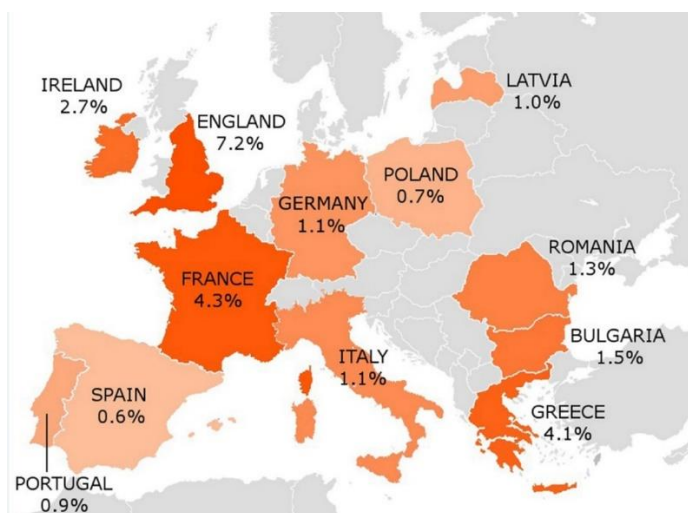 IRELAND
2.7%
ENGLAND
7.2%
LATVIA
1.0%
POLAND
0.7%
GERMANY
1.1%
ROMANIA
1.3%
FRANCE
4.3%
BULGARIA
1.5%
ITALY
1.1%
SPAIN
0.6%
GREECE
4.1%
PORTUGAL
0.9%